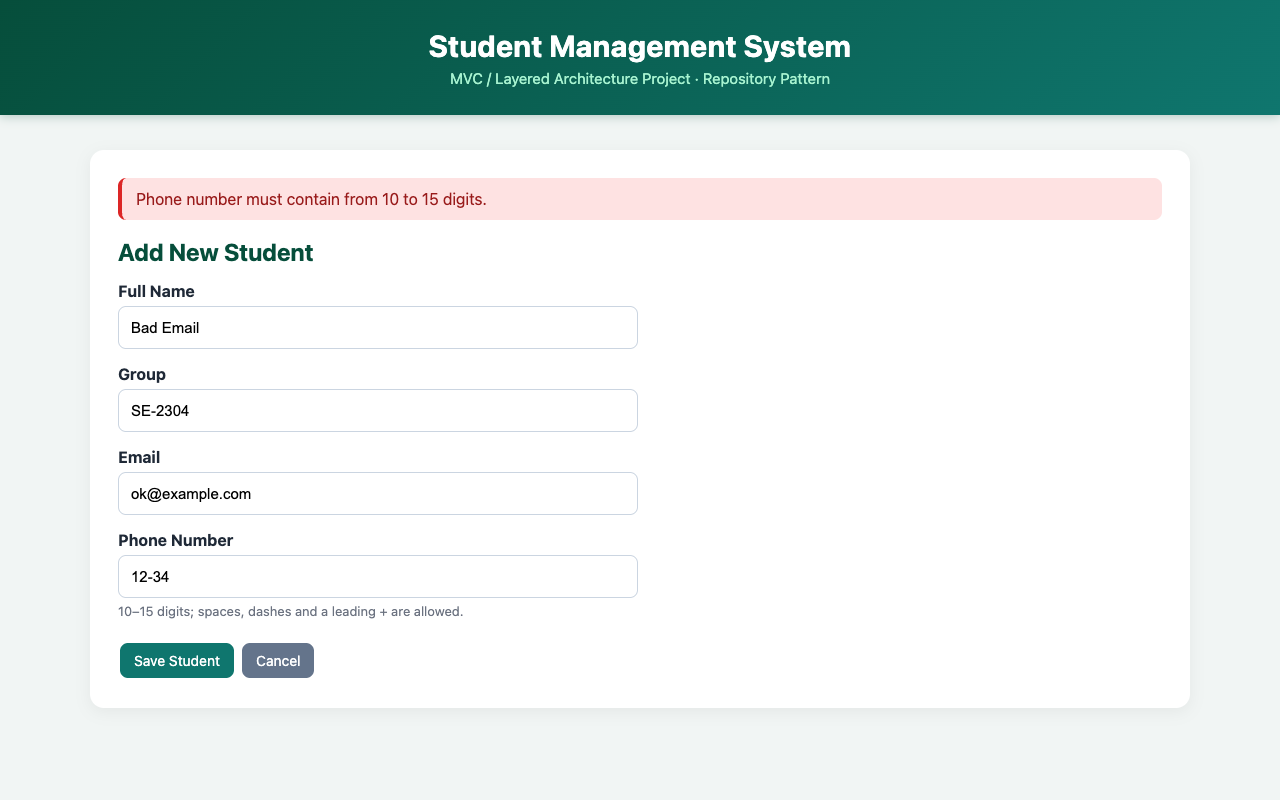 Student Management System
MVC / Layered Architecture Project · Repository Pattern
Phone number must contain from 10 to 15 digits.
Add New Student
Full Name
Bad Email
Group
SE-2304
Email
ok@example.com
Phone Number
12-34
10–15 digits; spaces, dashes and a leading + are allowed.
Save Student Cancel